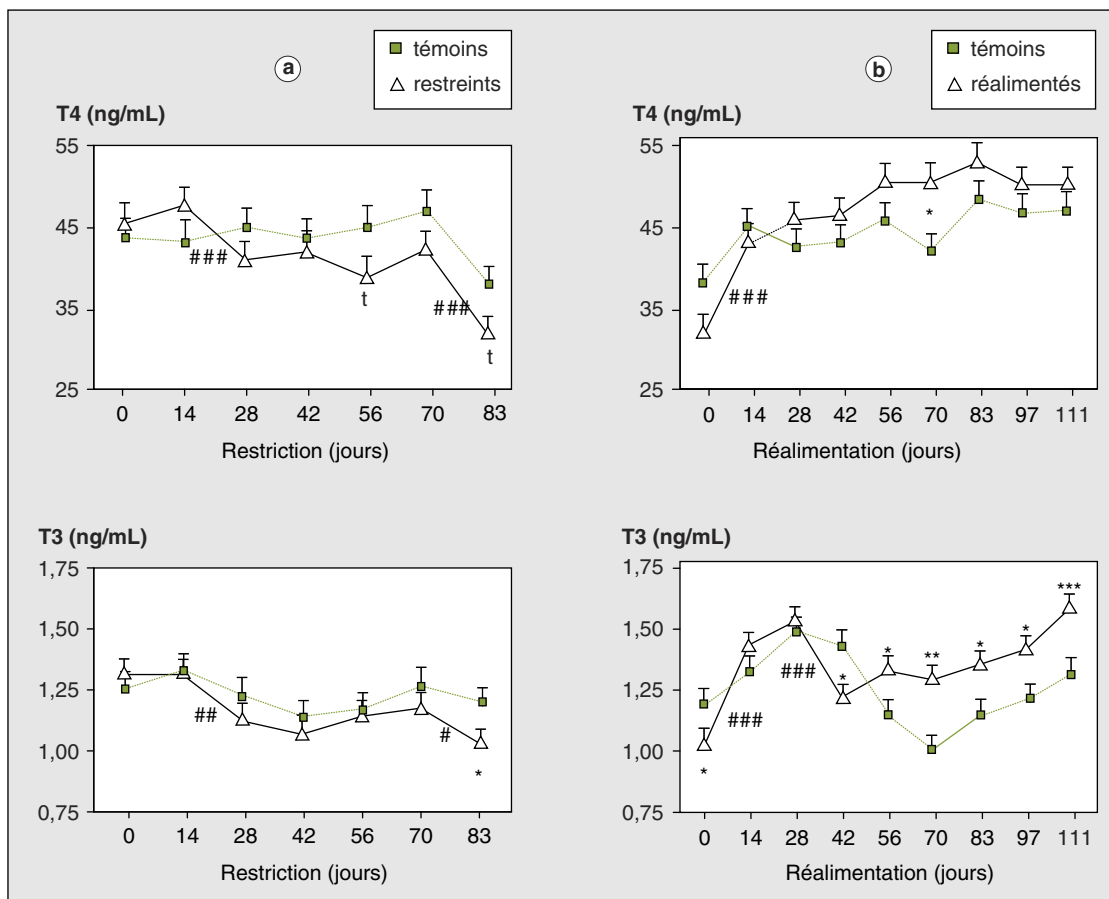 a
témoins
restreints
T4 (ng/mL)
55
45
35
25
###
t
###
t
0 14 28 42 56 70 83
Restriction (jours)
b
témoins
réalimentés
T4 (ng/mL)
55
45
35
25
*
###
0 14 28 42 56 70 83 97 111
Réalimentation (jours)
T3 (ng/mL)
1,75
1,50
1,25
1,00
0,75
##
#
*
0 14 28 42 56 70 83
Restriction (jours)
T3 (ng/mL)
1,75
1,50
1,25
1,00
0,75
***
* ** * *
###
*
###
*
0 14 28 42 56 70 83 97 111
Réalimentation (jours)